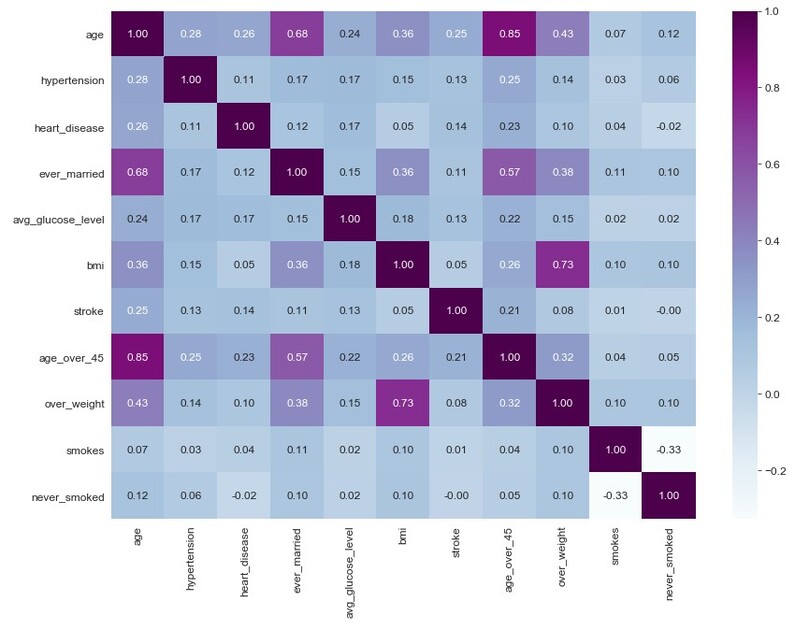 age 1.00 0.28 0.26 0.68 0.24 0.36 0.25 0.85 0.43 0.07 0.12
hypertension 0.28 1.00 0.11 0.17 0.17 0.15 0.13 0.25 0.14 0.03 0.06
heart_disease 0.26 0.11 1.00 0.12 0.17 0.05 0.14 0.23 0.10 0.04 -0.02
ever_married 0.68 0.17 0.12 1.00 0.15 0.36 0.11 0.57 0.38 0.11 0.10
avg_glucose_level 0.24 0.17 0.17 0.15 1.00 0.18 0.13 0.22 0.15 0.02 0.02
bmi 0.36 0.15 0.05 0.36 0.18 1.00 0.05 0.26 0.73 0.10 0.10
stroke 0.25 0.13 0.14 0.11 0.13 0.05 1.00 0.21 0.08 0.01 -0.00
age_over_45 0.85 0.25 0.23 0.57 0.22 0.26 0.21 1.00 0.32 0.04 0.05
over_weight 0.43 0.14 0.10 0.38 0.15 0.73 0.08 0.32 1.00 0.10 0.10
smokes 0.07 0.03 0.04 0.11 0.02 0.10 0.01 0.04 0.10 1.00 -0.33
never_smoked 0.12 0.06 -0.02 0.10 0.02 0.10 -0.00 0.05 0.10 -0.33 1.00
age
hypertension
heart_disease
ever_married
avg_glucose_level
bmi
stroke
age_over_45
over_weight
smokes
never_smoked
1.0
0.8
0.6
0.4
0.2
0.0
−0.2